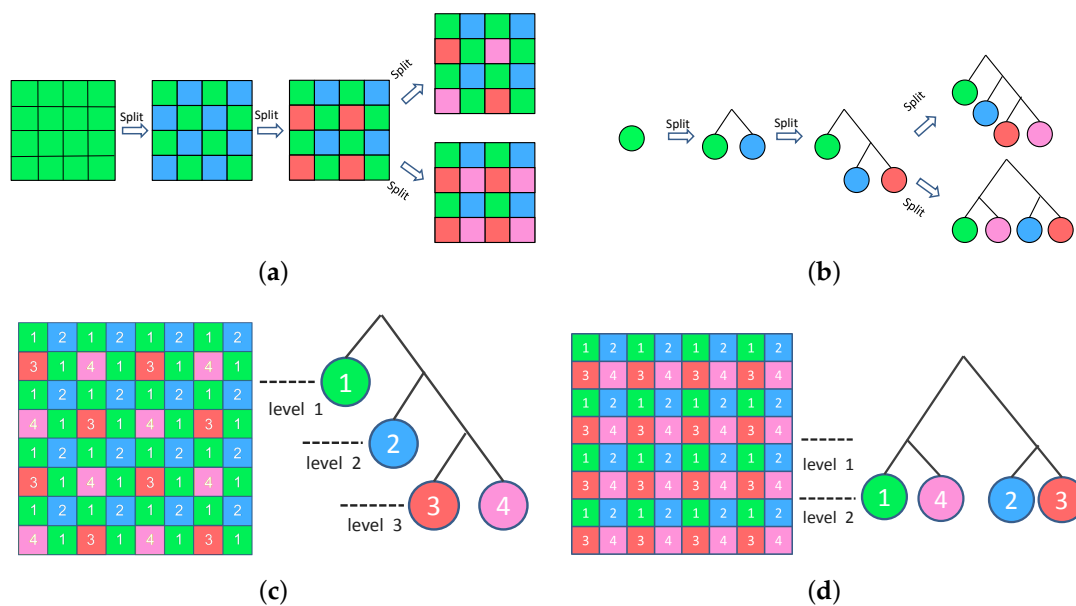 Split
Split
Split
Split
(a)
Split
Split
Split
Split
(b)
1 2 1 2 1 2 1 2
3 1 4 1 3 1 4 1
1 2 1 2 1 2 1 2
4 1 3 1 4 1 3 1
1 2 1 2 1 2 1 2
3 1 4 1 3 1 4 1
1 2 1 2 1 2 1 2
4 1 3 1 4 1 3 1
1
level 1
2
level 2
3 4
level 3
(c)
1 2 1 2 1 2 1 2
3 4 3 4 3 4 3 4
1 2 1 2 1 2 1 2
3 4 3 4 3 4 3 4
1 2 1 2 1 2 1 2
3 4 3 4 3 4 3 4
1 2 1 2 1 2 1 2
3 4 3 4 3 4 3 4
level 1
1 4 2 3
level 2
(d)